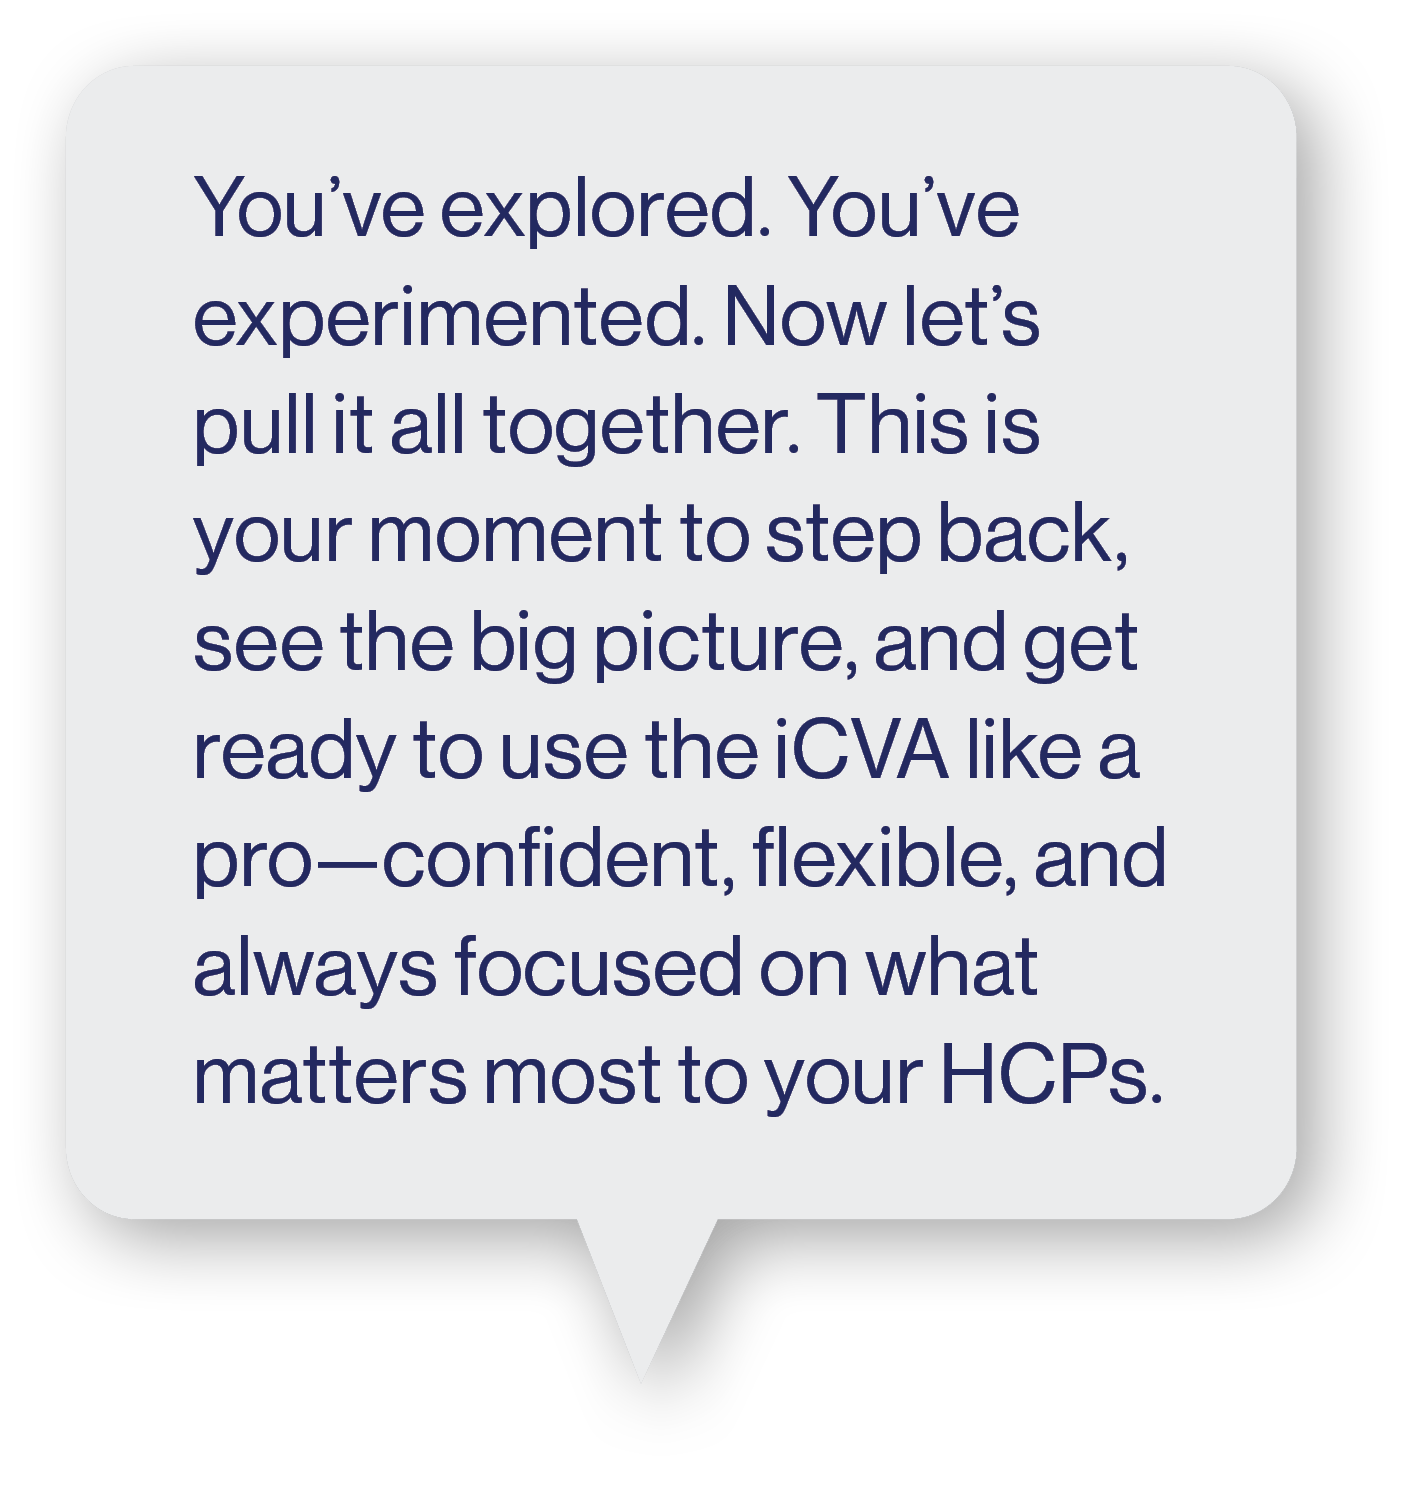 You’ve explored. You’ve
experimented. Now let’s
pull it all together. This is
your moment to step back,
see the big picture, and get
ready to use the iCVA like a
pro—confident, flexible, and
always focused on what
matters most to your HCPs.